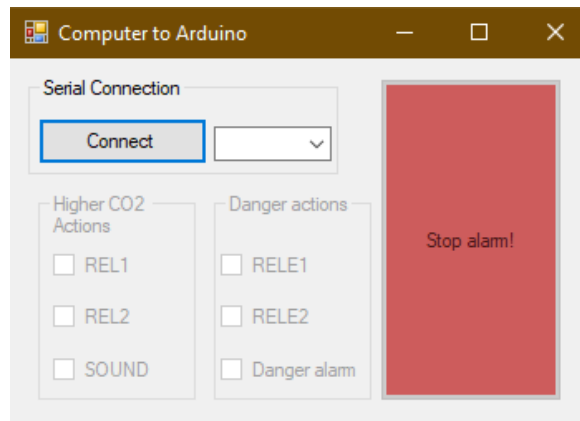 Computer to Arduino
Serial Connection
Connect
Higher CO2
Actions
REL1
REL2
SOUND
Danger actions
RELE1
RELE2
Danger alarm
Stop alarm!